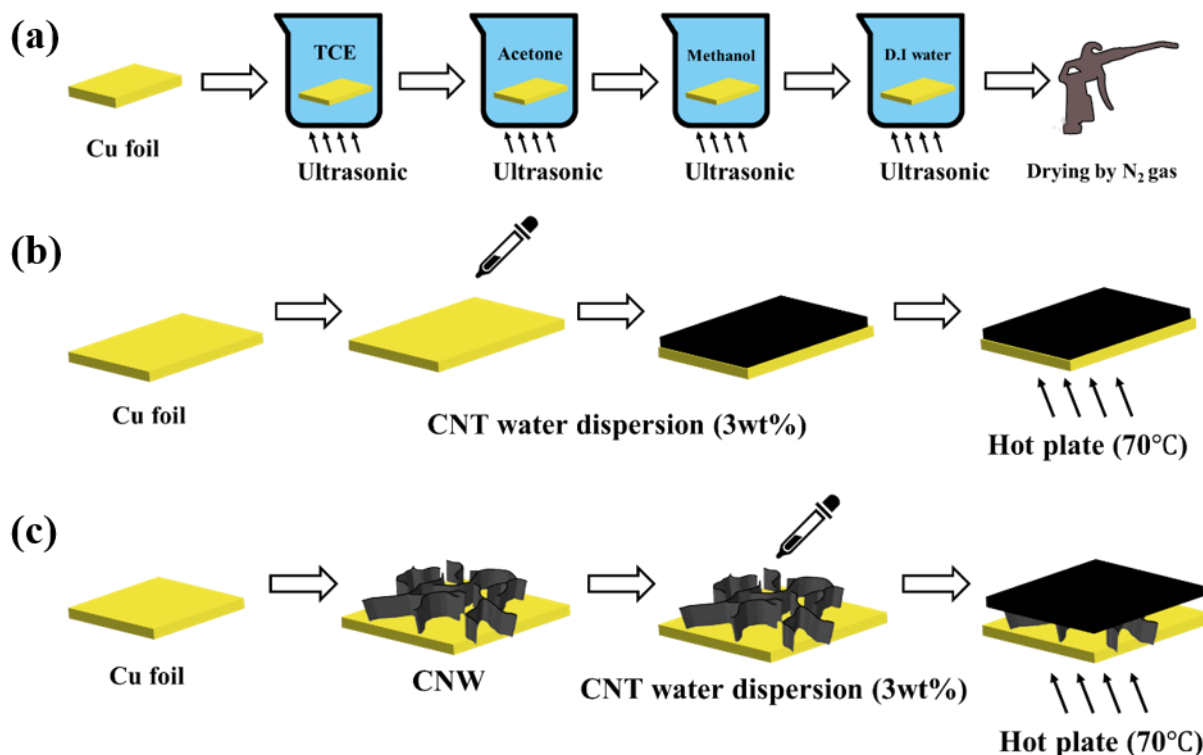 (a)
TCE
Acetone
Methanol
D.I water
Cu foil
Ultrasonic
Ultrasonic
Ultrasonic
Ultrasonic
Drying by N₂ gas
(b)
Cu foil
CNT water dispersion (3wt%)
Hot plate (70℃)
(c)
Cu foil
CNW
CNT water dispersion (3wt%)
Hot plate (70℃)